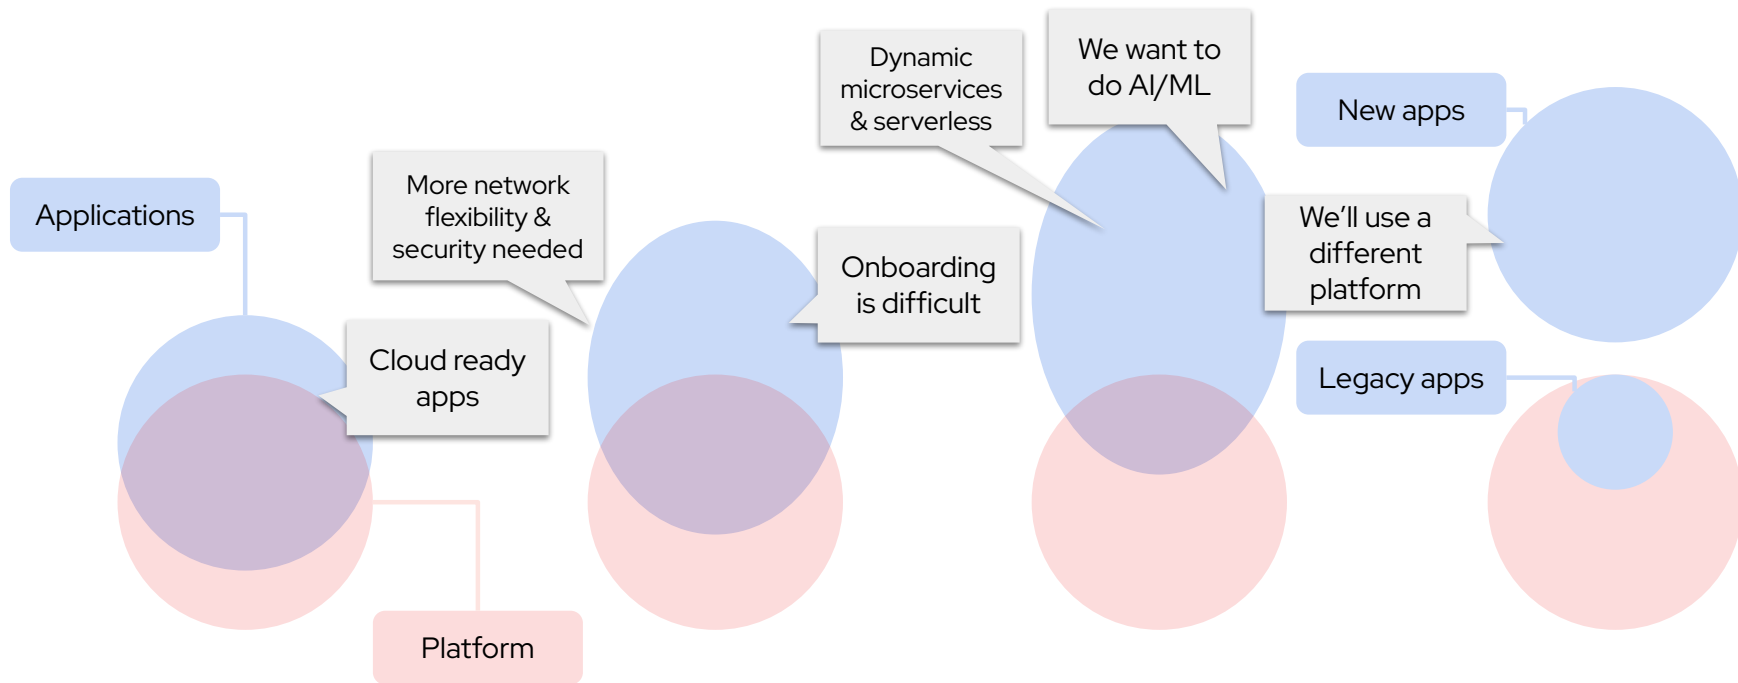 Applications
Cloud ready
apps
Platform
More network
flexibility &
security needed
Onboarding
is difficult
Dynamic
microservices
& serverless
We want to
do AI/ML
New apps
We’ll use a
different
platform
Legacy apps